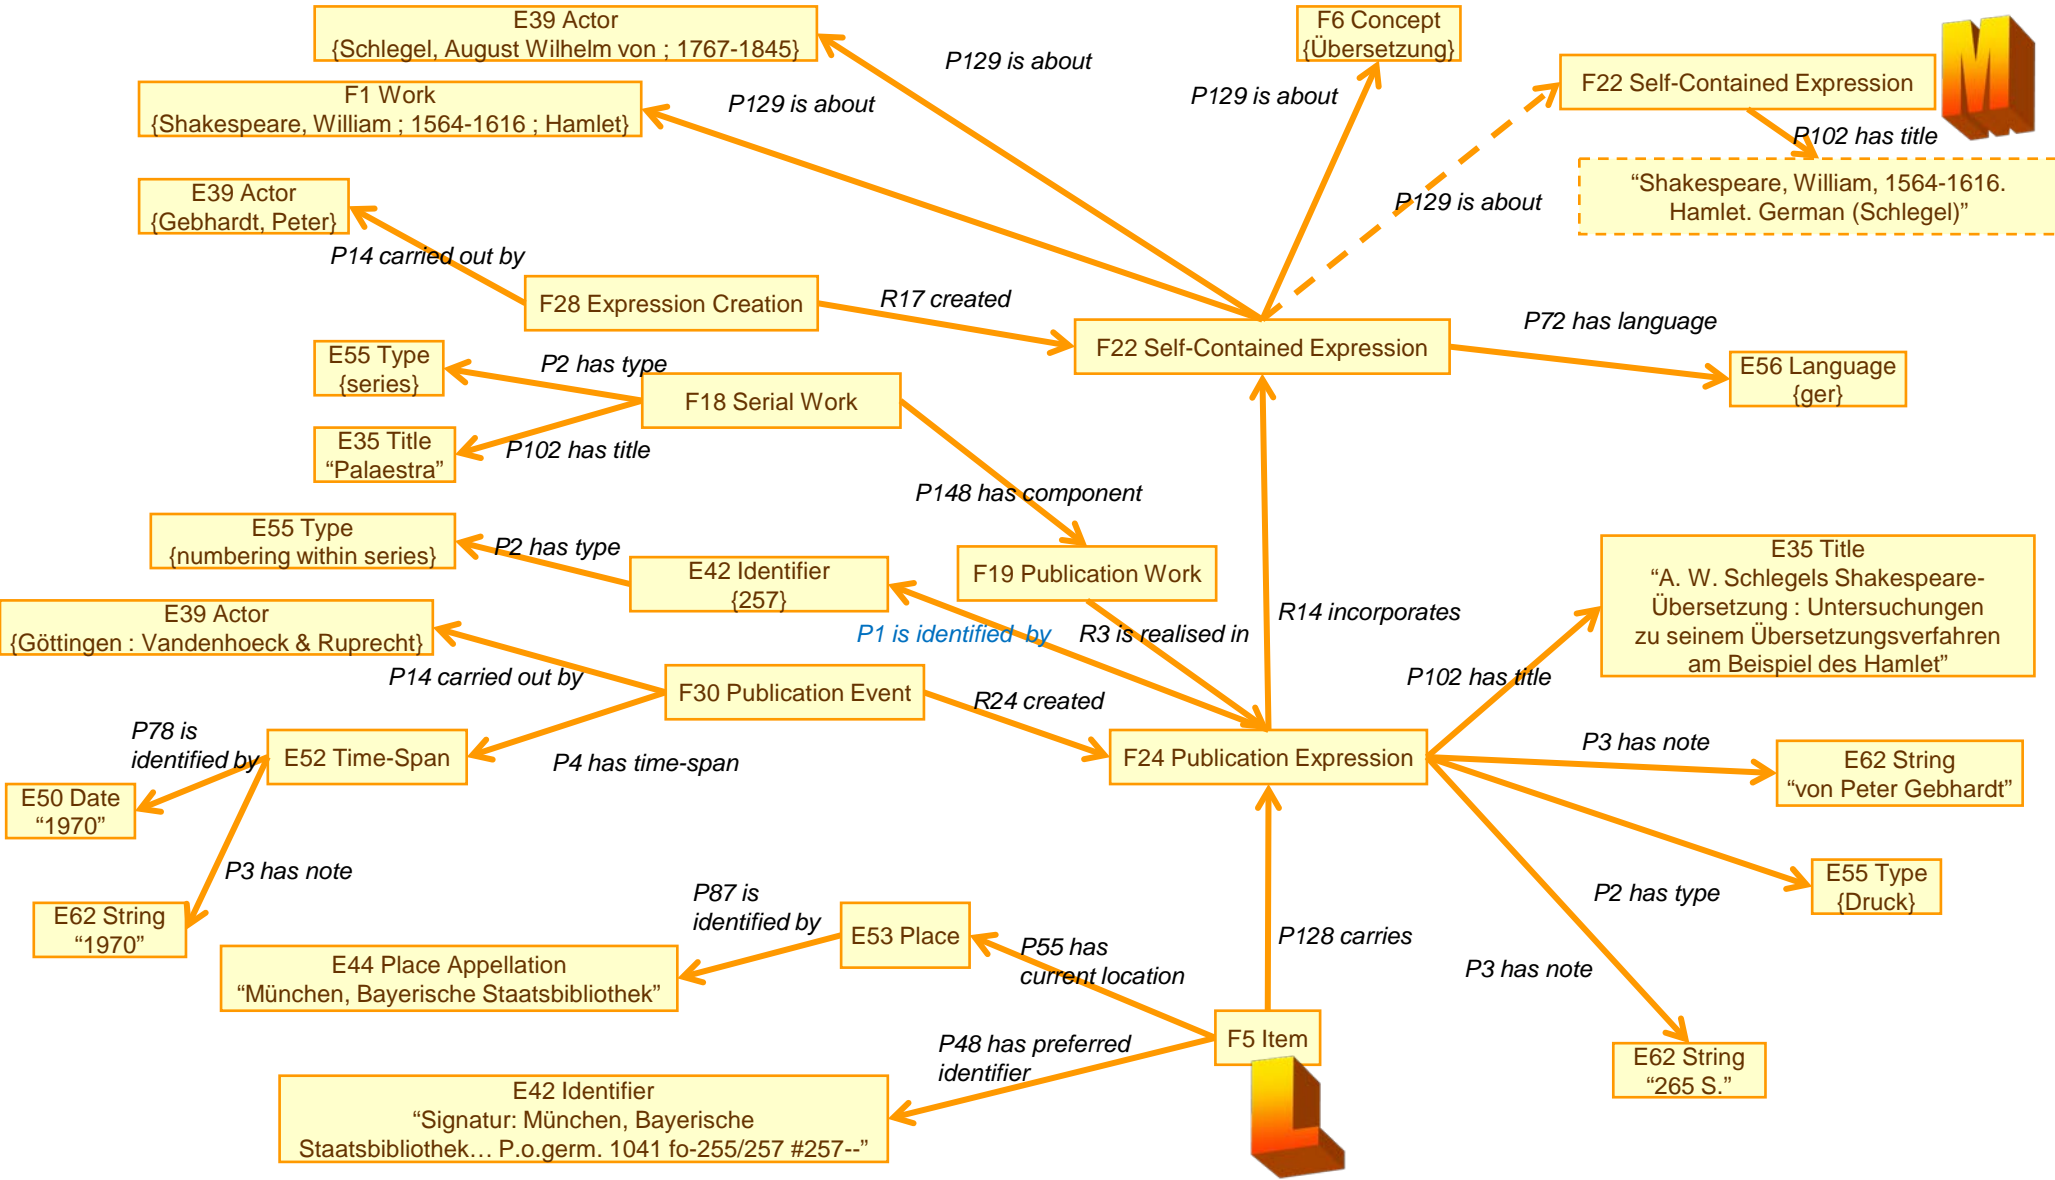 E39 Actor
{Schlegel, August Wilhelm von ; 1767-1845}
F6 Concept
{Übersetzung}
P129 is about
F22 Self-Contained Expression
M
F1 Work
{Shakespeare, William ; 1564-1616 ; Hamlet}
P129 is about
P129 is about
P102 has title
“Shakespeare, William, 1564-1616.
Hamlet. German (Schlegel)”
P129 is about
E39 Actor
{Gebhardt, Peter}
P14 carried out by
F28 Expression Creation
R17 created
F22 Self-Contained Expression
P72 has language
E56 Language
{ger}
E55 Type
{series}
P2 has type
F18 Serial Work
E35 Title
“Palaestra”
P102 has title
P148 has component
E55 Type
{numbering within series}
P2 has type
E42 Identifier
{257}
F19 Publication Work
E35 Title
“A. W. Schlegels Shakespeare-
Übersetzung : Untersuchungen
zu seinem Übersetzungsverfahren
am Beispiel des Hamlet”
R14 incorporates
E39 Actor
{Göttingen : Vandenhoeck & Ruprecht}
P1 is identified  by
R3 is realised in
P14 carried out by
F30 Publication Event
R24 created
P102 has title
P78 is
identified by
E52 Time-Span
P4 has time-span
F24 Publication Expression
P3 has note
E62 String
“von Peter Gebhardt”
E50 Date
“1970”
P3 has note
E62 String
“1970”
P87 is
identified by
E53 Place
P55 has
current location
P128 carries
P2 has type
E55 Type
{Druck}
P3 has note
E44 Place Appellation
“München, Bayerische Staatsbibliothek”
F5 Item
P48 has preferred
identifier
E62 String
“265 S.”
E42 Identifier
“Signatur: München, Bayerische
Staatsbibliothek… P.o.germ. 1041 fo-255/257 #257--”
L